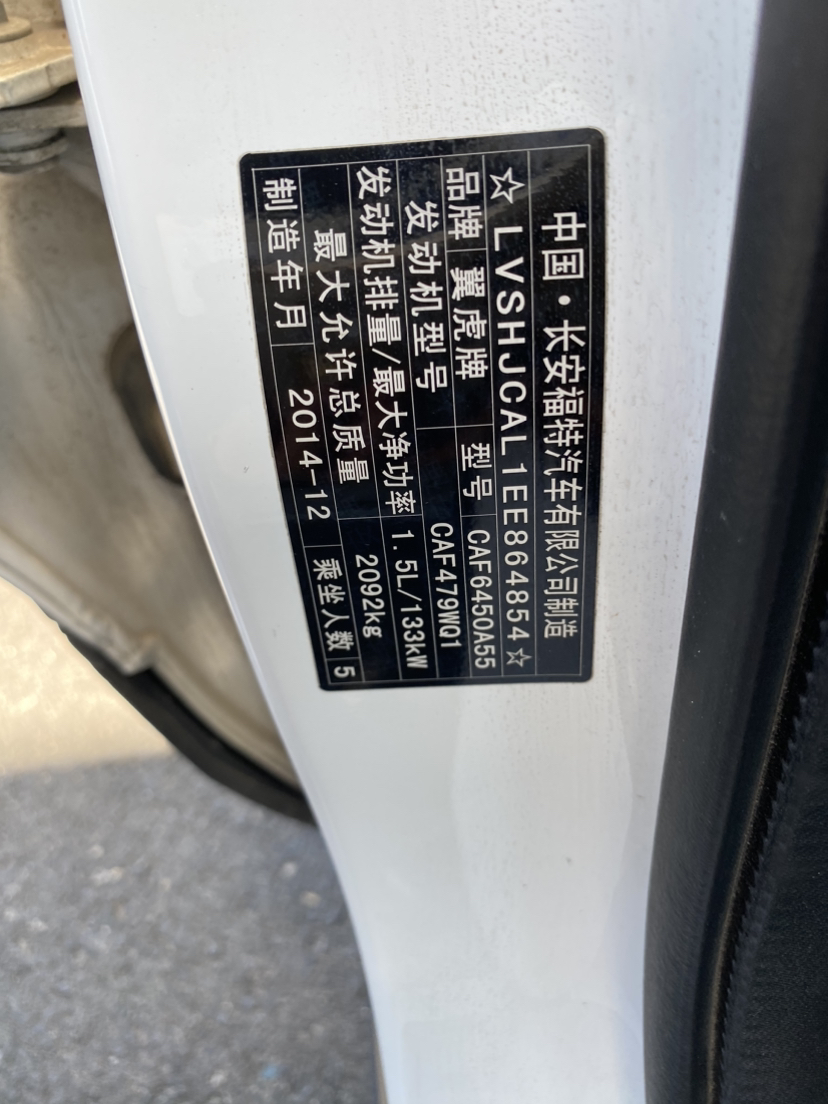 中国·长安福特汽车有限公司制造
☆LVSHJCAL1EE864854☆
品牌 翼虎牌 型号 CAF6450A55
发动机型号 CAF479WQ1
发动机排量/最大净功率 1.5L/133kW
最大允许总质量 2092kg
制造年月 2014-12 乘坐人数 5